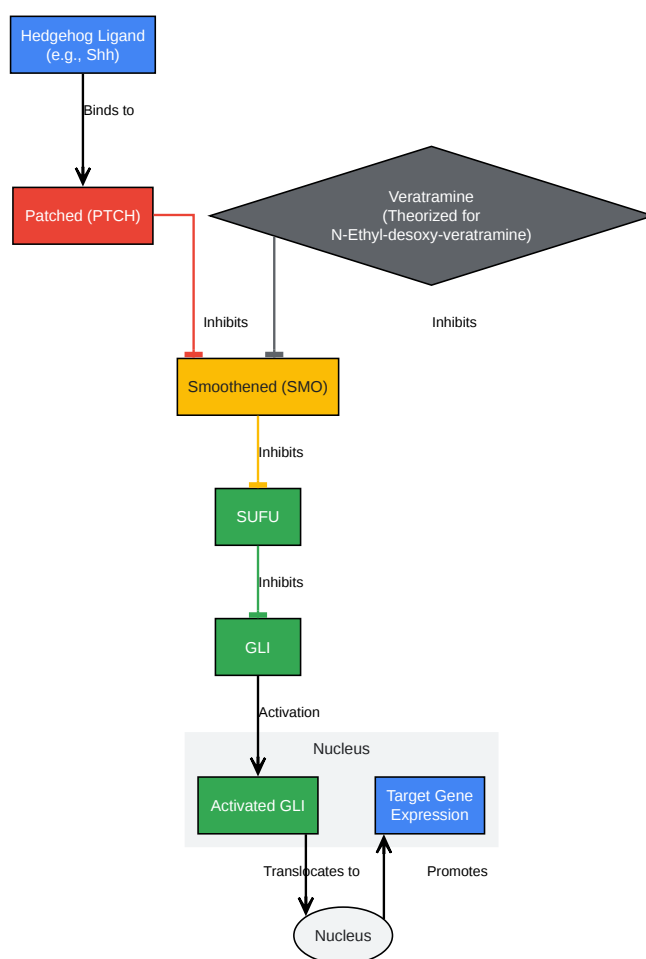 Hedgehog Ligand
(e.g., Shh)
Binds to
Patched (PTCH)
Veratramine
(Theorized for
N-Ethyl-desoxy-veratramine)
Inhibits
Inhibits
Smoothened (SMO)
Inhibits
SUFU
Inhibits
GLI
Activation
Nucleus
Activated GLI
Target Gene
Expression
Translocates to
Promotes
Nucleus